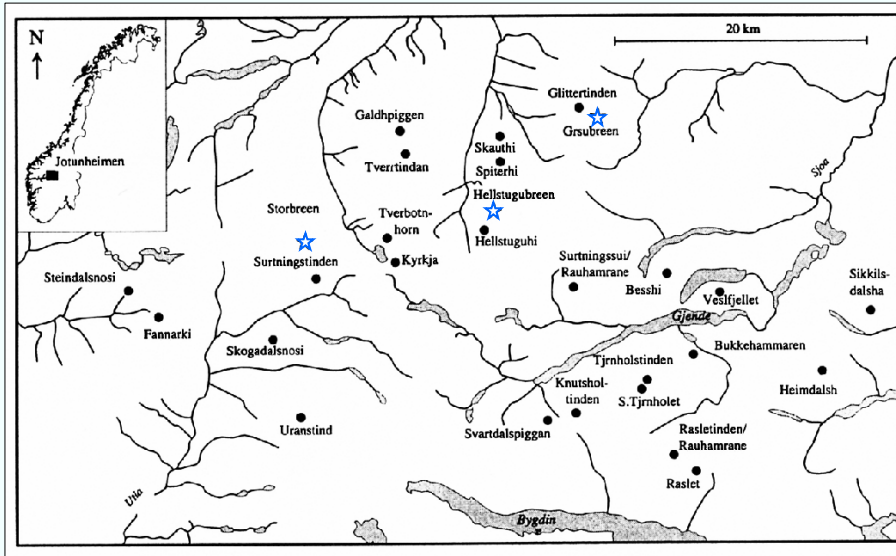 N
20 km
Jotunheimen
Glittertinden
Grsubreen
Galdhpiggen
Tverrtindan
Skauthi
Spiterhi
Hellstugubreen
Hellstuguhi
Sjoa
Storbreen
Surtningstinden
Tverbotn-
horn
Kyrkja
Surtningssui/
Rauhamrane
Besshi
Veslfjellet
Sikkils-
dalsha
Steindalsnosi
Fannarki
Gjende
Skogadalsnosi
Bukkehammaren
Tjrnholstinden
Knutshol-
tinden
S.Tjrnholet
Heimdalsh
Uranstind
Svartdalspiggan
Rasletinden/
Rauhamrane
Raslet
Utla
Bygdin